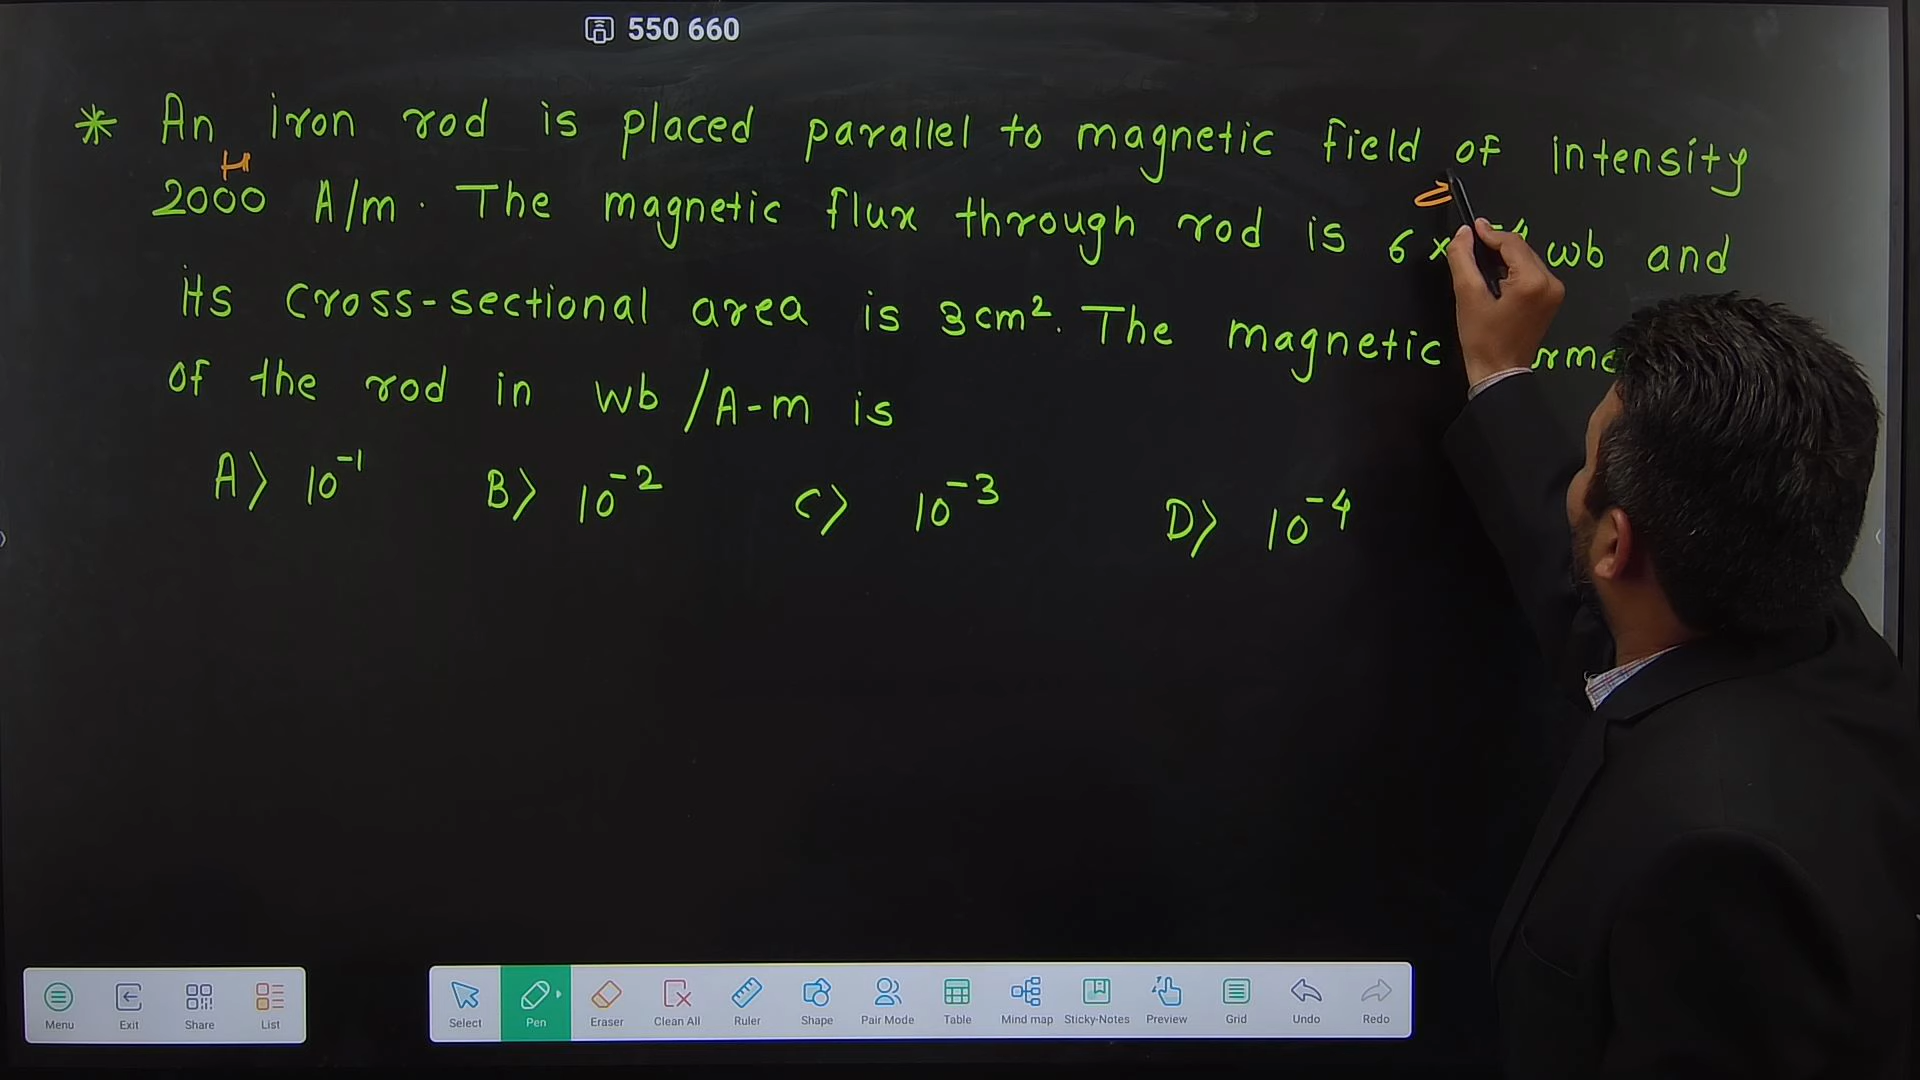 550 660
* An iron rod is placed parallel to magnetic field of intensity
H
2000 A/m. The magnetic flux through rod is 6 x wb and
its cross-sectional area is 3cm². The magnetic
of the rod in Wb/A-m is
A> 10⁻¹ B> 10⁻² C> 10⁻³ D> 10⁻⁴
Menu Exit Share List Select Pen Eraser Clean All Ruler Shape Pair Mode Table Mind map Sticky-Notes Preview Grid Undo Redo